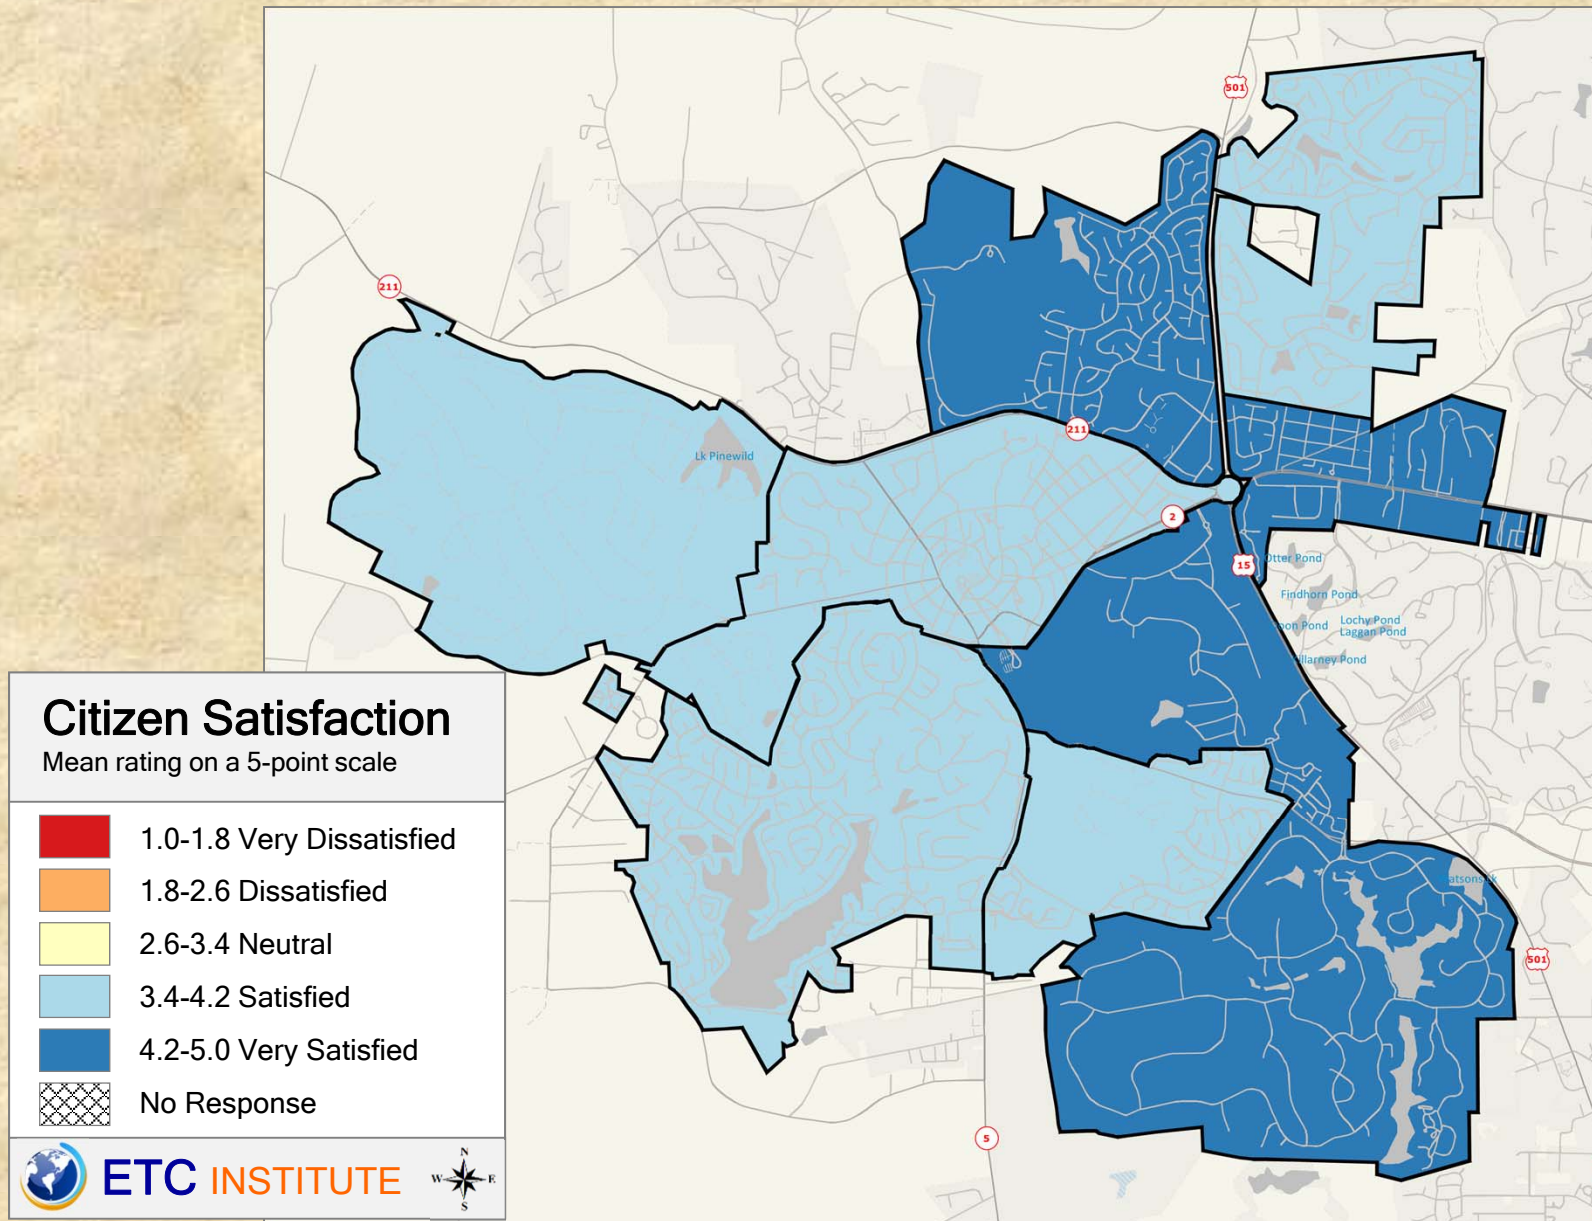 501
211
Lk Pinewild
211
2
15
Otter Pond
Findhorn Pond
Lochy Pond
Laggan Pond
Pond
Pond
501
5
Citizen Satisfaction
Mean rating on a 5-point scale
1.0-1.8 Very Dissatisfied
1.8-2.6 Dissatisfied
2.6-3.4 Neutral
3.4-4.2 Satisfied
4.2-5.0 Very Satisfied
No Response
ETC INSTITUTE
N
W E
S